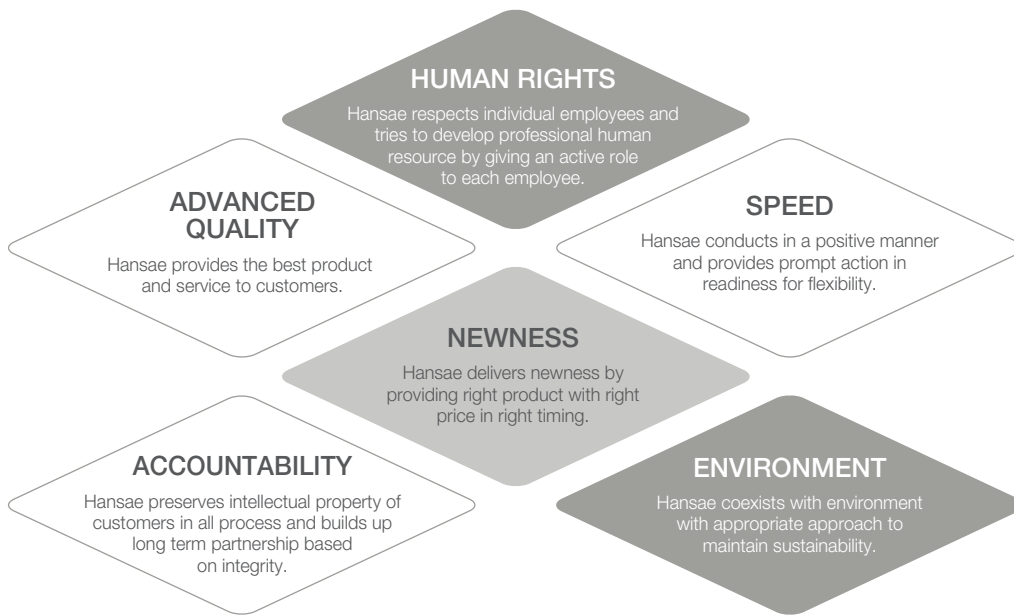 HUMAN RIGHTS
Hansae respects individual employees and
tries to develop professional human
resource by giving an active role
to each employee.
ADVANCED
QUALITY
Hansae provides the best product
and service to customers.
SPEED
Hansae conducts in a positive manner
and provides prompt action in
readiness for flexibility.
NEWNESS
Hansae delivers newness by
providing right product with right
price in right timing.
ACCOUNTABILITY
Hansae preserves intellectual property of
customers in all process and builds up
long term partnership based
on integrity.
ENVIRONMENT
Hansae coexists with environment
with appropriate approach to
maintain sustainability.